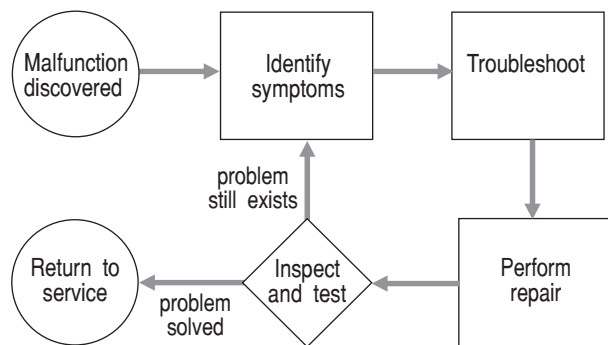 Malfunction
discovered
Identify
symptoms
Troubleshoot
problem
still exists
Return to
service
problem
solved
Inspect
and test
Perform
repair